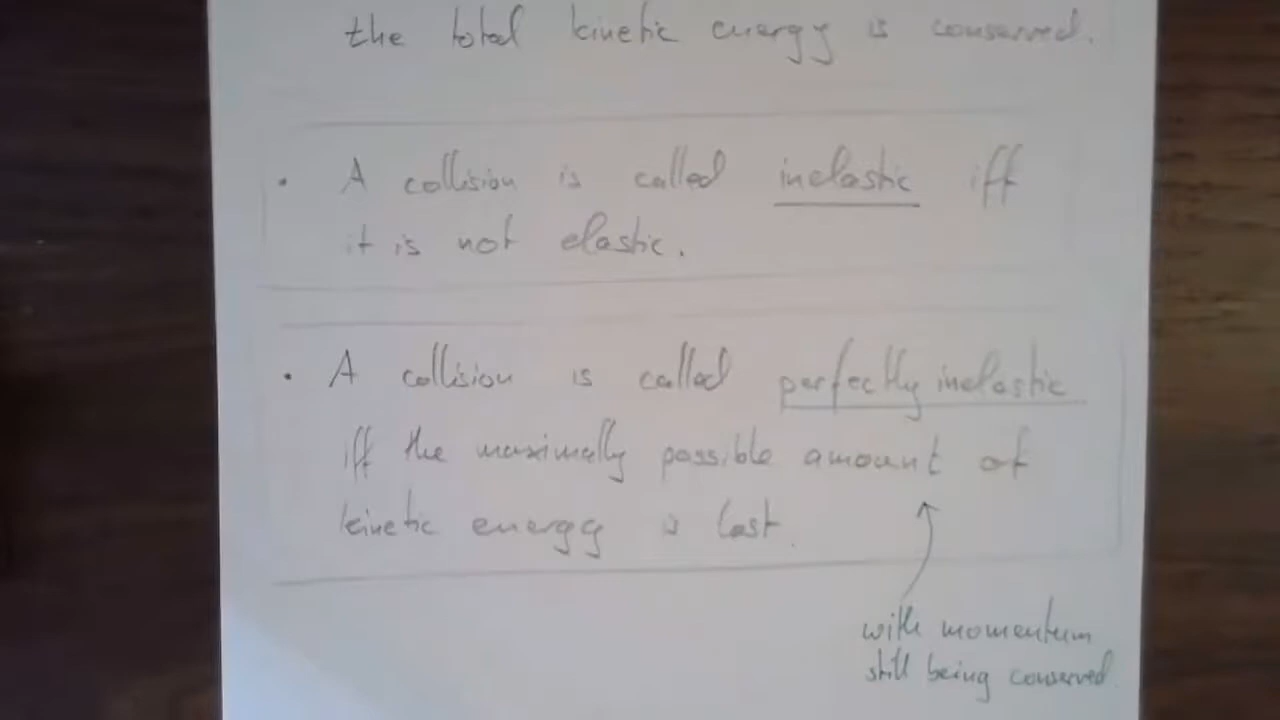 the total kinetic energy is conserved.
• A collision is called inelastic iff
it is not elastic.
• A collision is called perfectly inelastic
iff the maximally possible amount of
kinetic energy is lost.
with momentum
still being conserved.